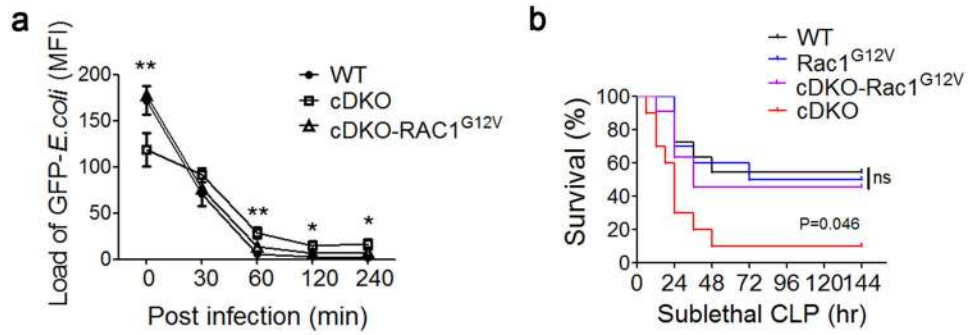 a
Load of GFP-E.coli (MFI)
200
150
100
50
0
**
**
*
*
WT
cDKO
cDKO-RAC1G12V
0 30 60 120 240
Post infection (min)
b
WT
Rac1G12V
cDKO-Rac1G12V
cDKO
Survival (%)
100
80
60
40
20
0
ns
P=0.046
0 24 48 72 96 120 144
Sublethal CLP (hr)